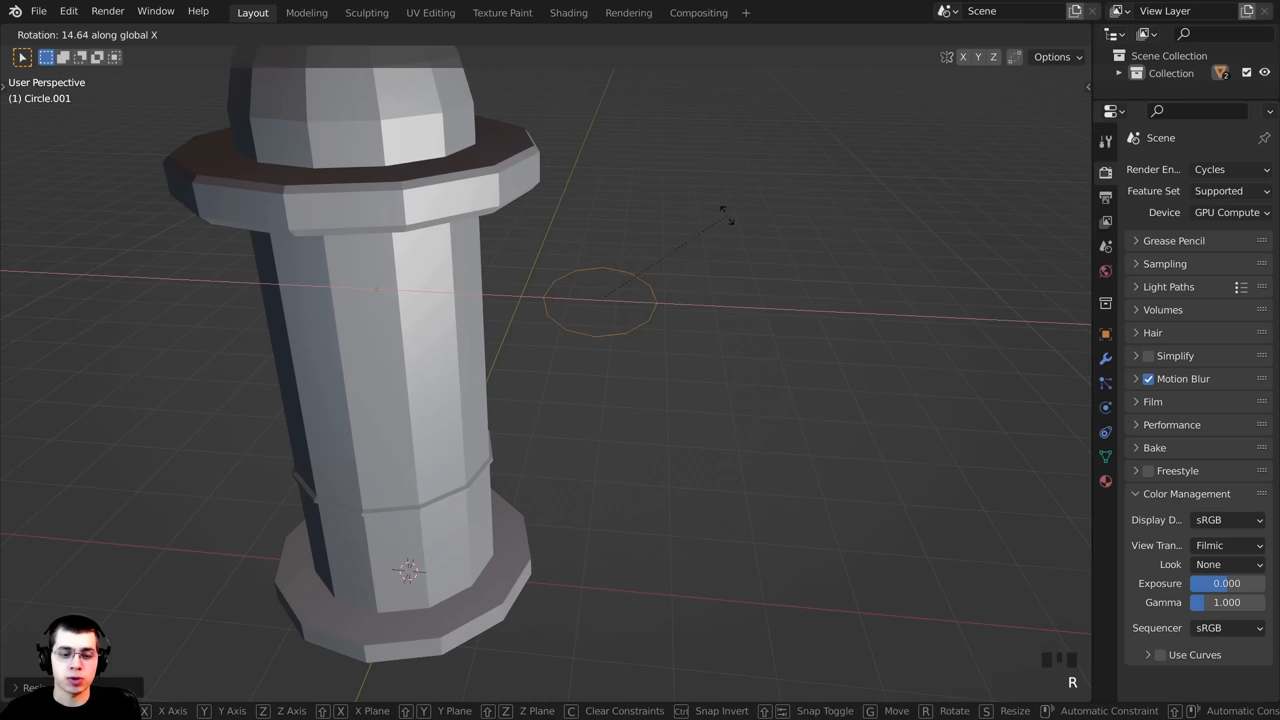 File Edit Render Window Help Layout Modeling Sculpting UV Editing Texture Paint Shading Rendering Compositing + Scene View Layer
Rotation: 14.64 along global X
X Y Z Options
User Perspective
(1) Circle.001
Scene Collection
Collection 2
Scene
Render En... Cycles
Feature Set Supported
Device GPU Compute
Grease Pencil
Sampling
Light Paths
Volumes
Hair
Simplify
Motion Blur
Film
Performance
Bake
Freestyle
Color Management
Display D... sRGB
View Tran... Filmic
Look None
Exposure 0.000
Gamma 1.000
Sequencer sRGB
Use Curves
R
X X Axis Y Y Axis Z Z Axis X X Plane Y Y Plane Z Z Plane C Clear Constraints Ctrl Snap Invert Snap Toggle G Move R Rotate S Resize Automatic Constraint Automatic Cons